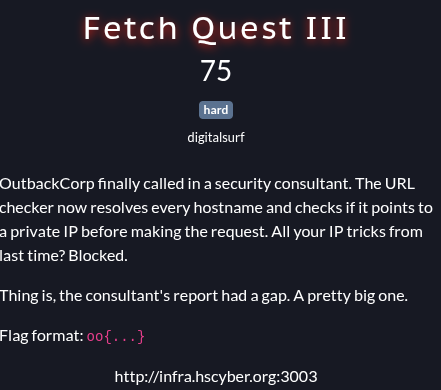 Fetch Quest III
75
hard
digitalsurf
OutbackCorp finally called in a security consultant. The URL
checker now resolves every hostname and checks if it points to
a private IP before making the request. All your IP tricks from
last time? Blocked.
Thing is, the consultant's report had a gap. A pretty big one.
Flag format: oo{...}
http://infra.hscyber.org:3003